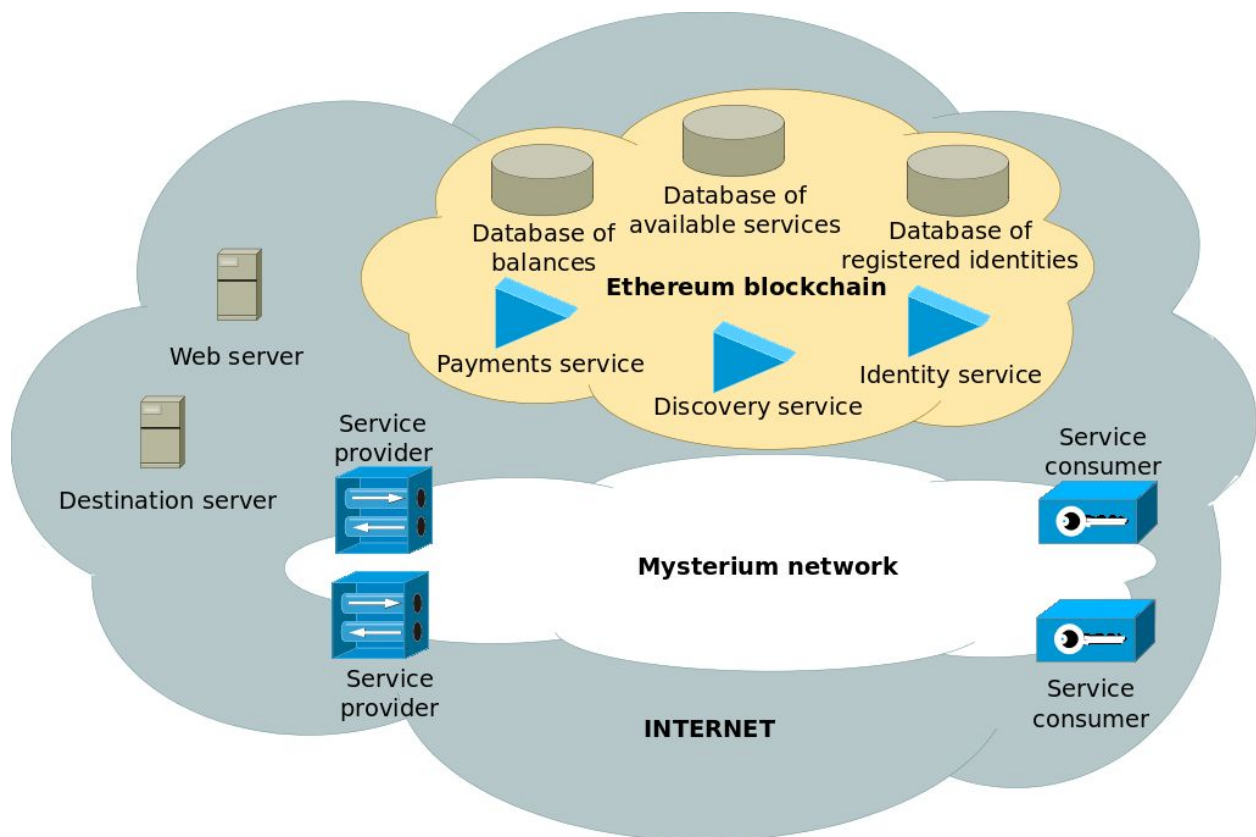 Database of
balances
Database of
available services
Database of
registered identities
Ethereum blockchain
Payments service
Discovery service
Identity service
Web server
Destination server
Service
provider
Service
consumer
Mysterium network
Service
provider
Service
consumer
INTERNET